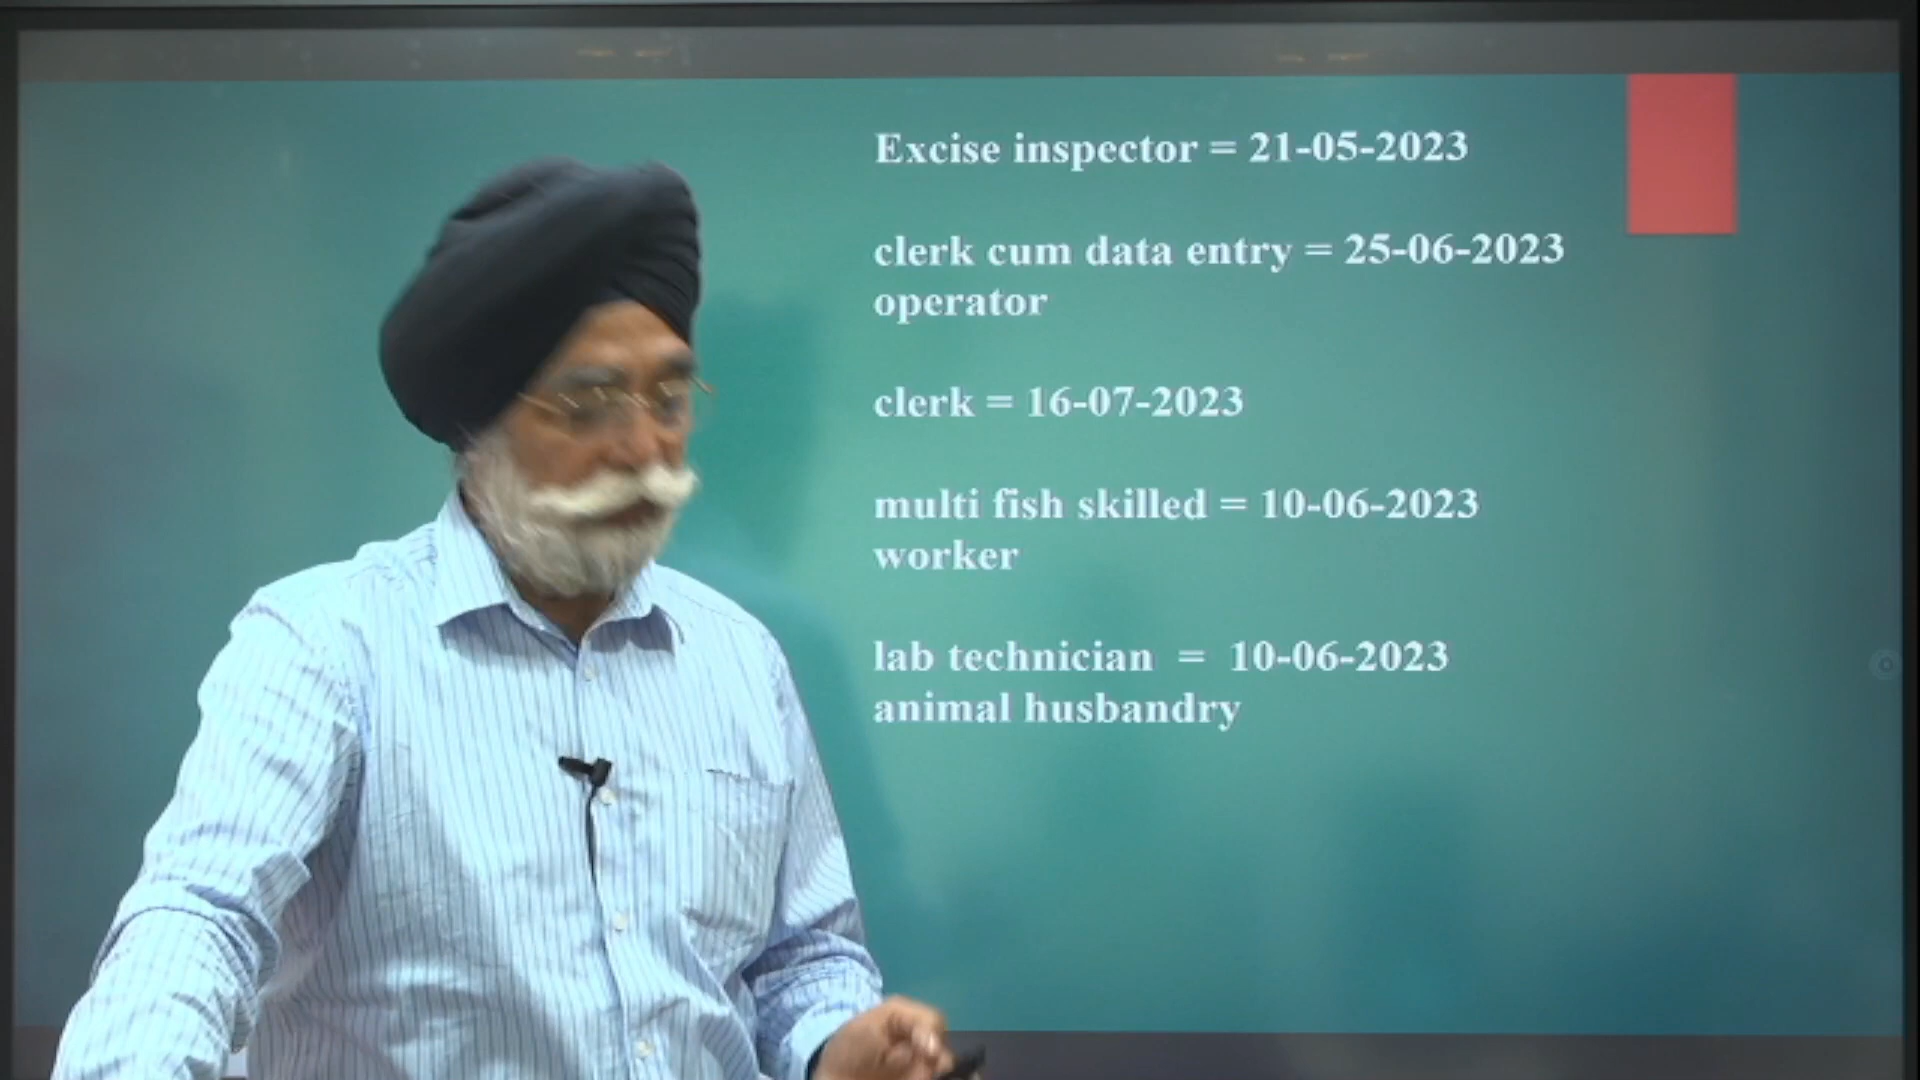 Excise inspector = 21-05-2023
clerk cum data entry = 25-06-2023
operator
clerk = 16-07-2023
multi fish skilled = 10-06-2023
worker
lab technician = 10-06-2023
animal husbandry